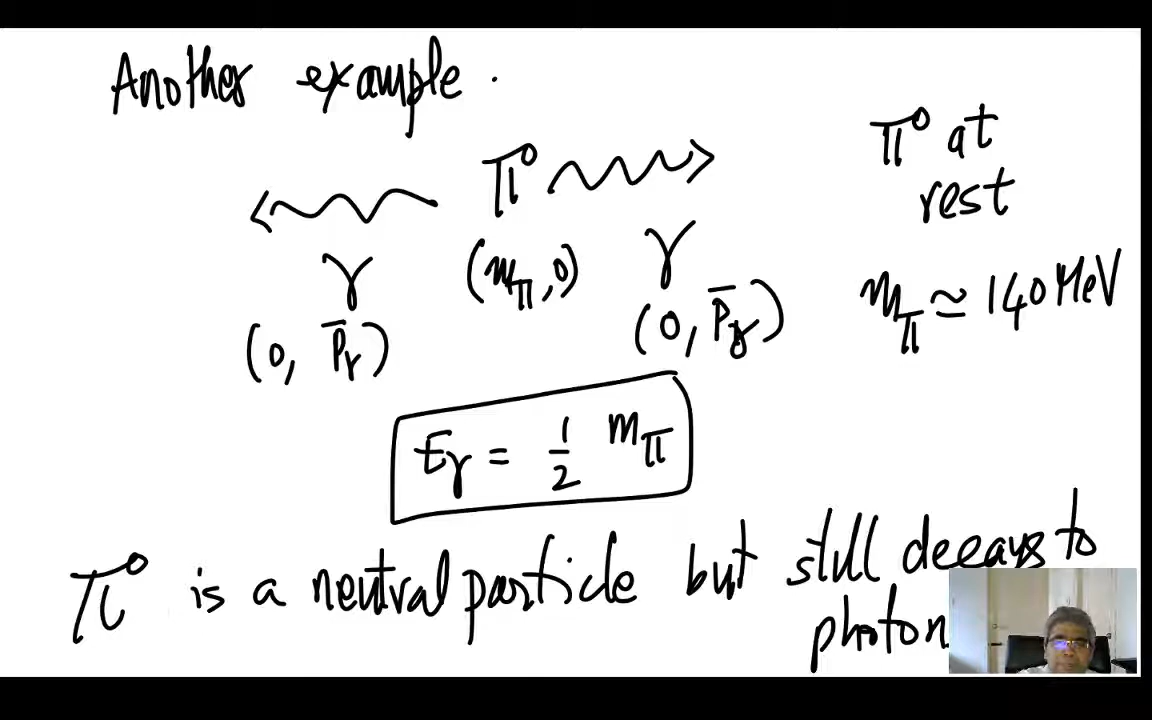 Another example.
π⁰
π⁰ at rest
γ
(m_π, 0)
γ
(0, p̅_γ)
(0, p̅_γ)
m_π ≃ 140 MeV
E_γ = 1/2 m_π
π⁰ is a neutral particle but still decays to
photon